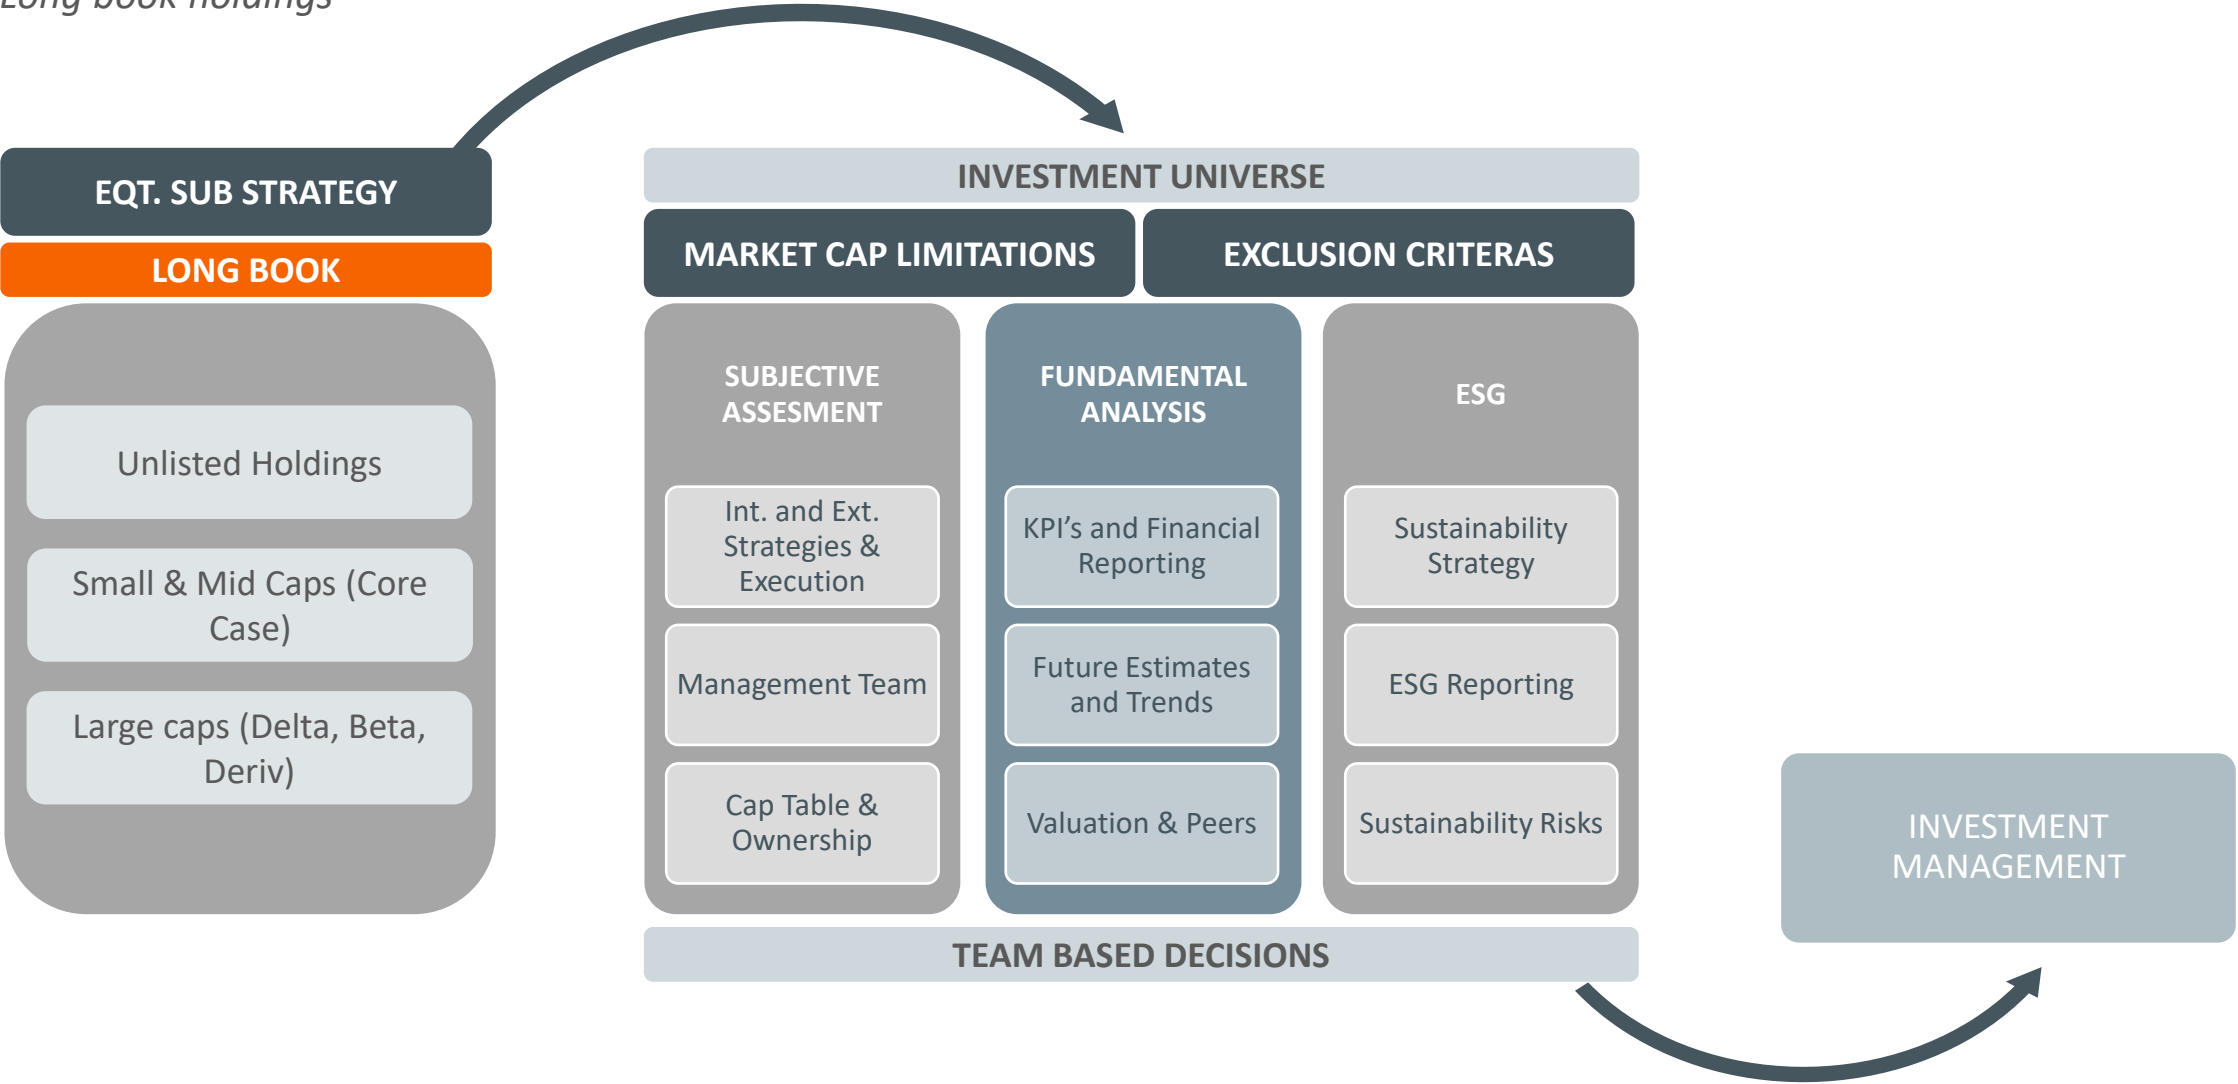 Long book holdings
EQT. SUB STRATEGY
LONG BOOK
Unlisted Holdings
Small & Mid Caps (Core
Case)
Large caps (Delta, Beta,
Deriv)
INVESTMENT UNIVERSE
MARKET CAP LIMITATIONS
EXCLUSION CRITERAS
SUBJECTIVE
ASSESMENT
Int. and Ext.
Strategies &
Execution
Management Team
Cap Table &
Ownership
FUNDAMENTAL
ANALYSIS
KPI’s and Financial
Reporting
Future Estimates
and Trends
Valuation & Peers
ESG
Sustainability
Strategy
ESG Reporting
Sustainability Risks
TEAM BASED DECISIONS
INVESTMENT
MANAGEMENT